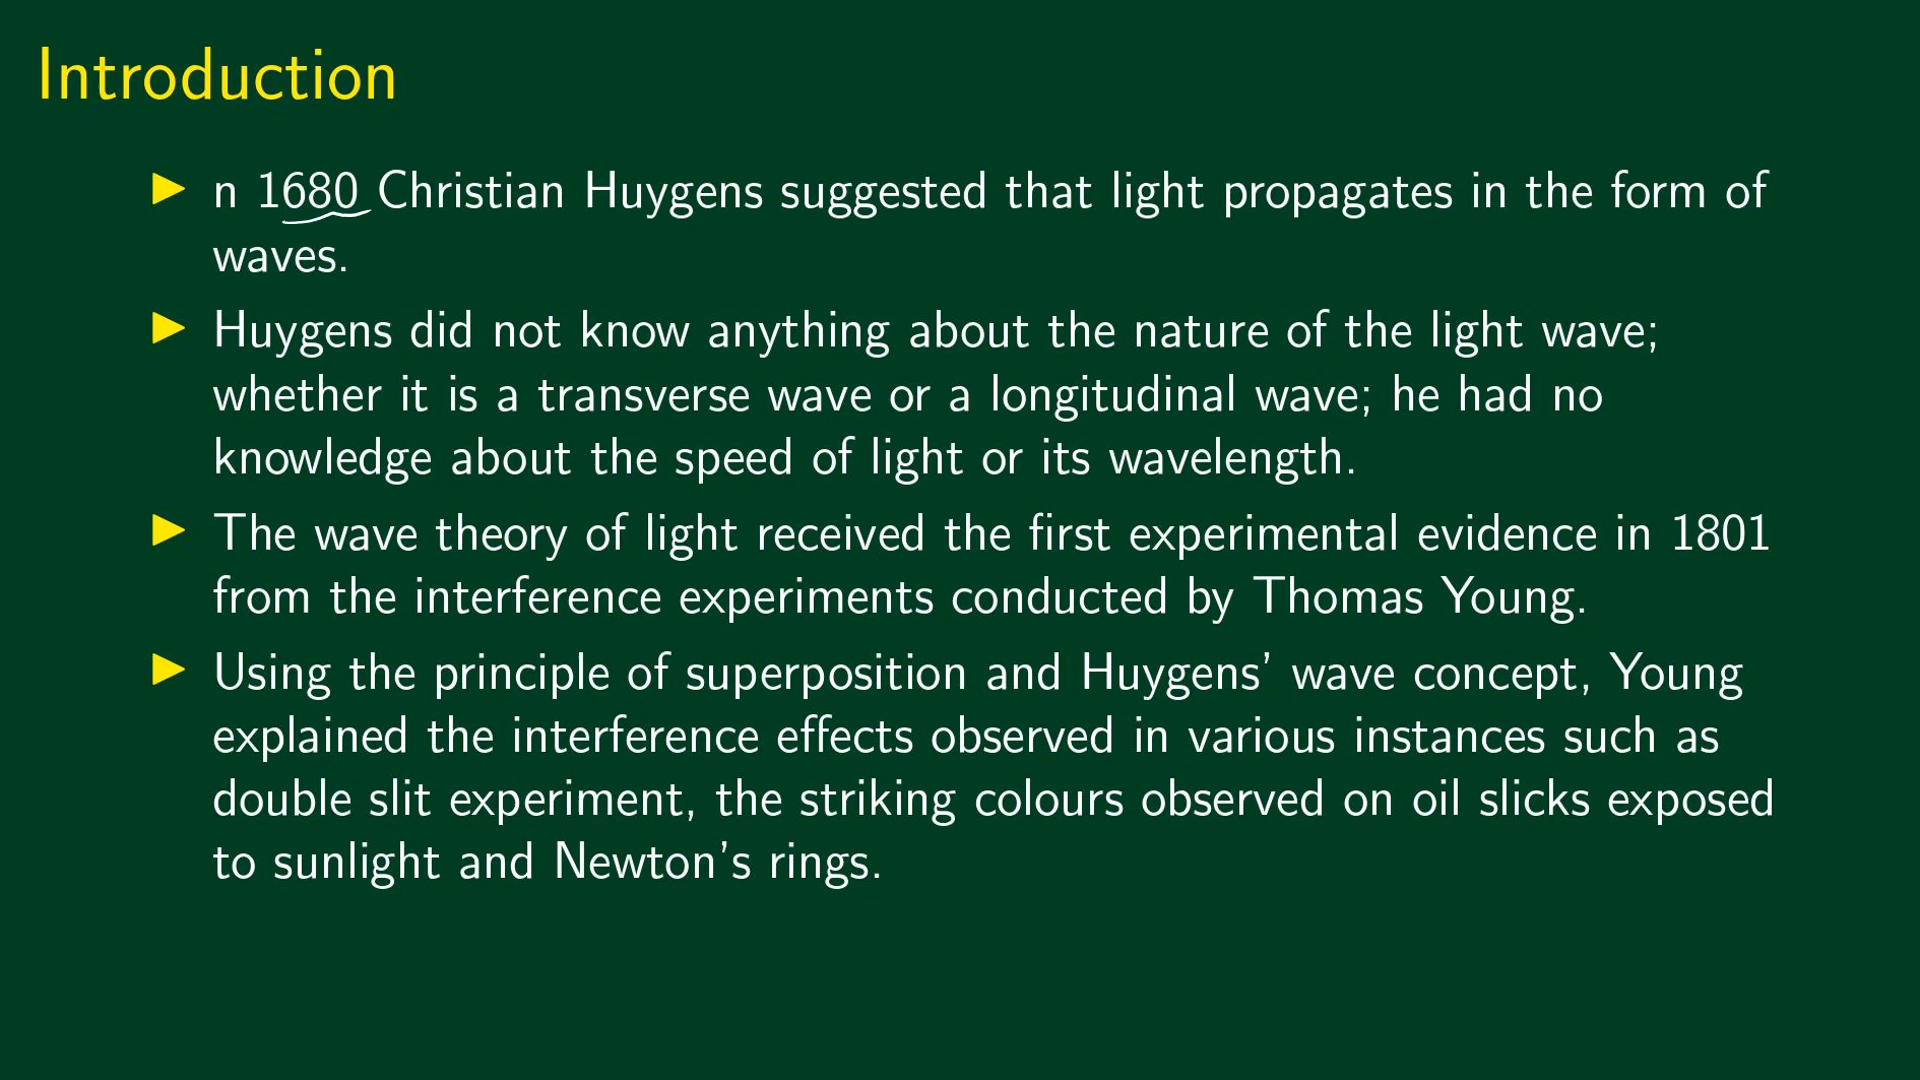 Introduction
n 1680 Christian Huygens suggested that light propagates in the form of
waves.
Huygens did not know anything about the nature of the light wave;
whether it is a transverse wave or a longitudinal wave; he had no
knowledge about the speed of light or its wavelength.
The wave theory of light received the first experimental evidence in 1801
from the interference experiments conducted by Thomas Young.
Using the principle of superposition and Huygens' wave concept, Young
explained the interference effects observed in various instances such as
double slit experiment, the striking colours observed on oil slicks exposed
to sunlight and Newton's rings.